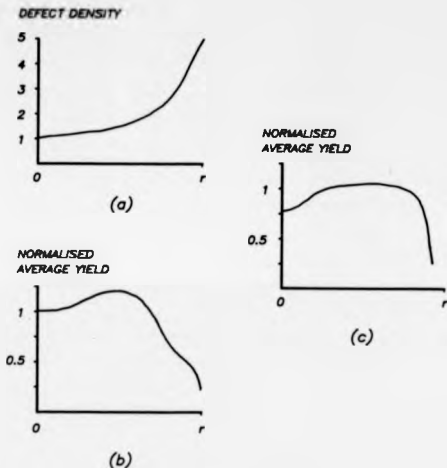 DEFECT DENSITY
5
4
3
2
1
0
r
(a)
NORMALISED
AVERAGE YIELD
1
0.5
0
r
(b)
NORMALISED
AVERAGE YIELD
1
0.5
0
r
(c)